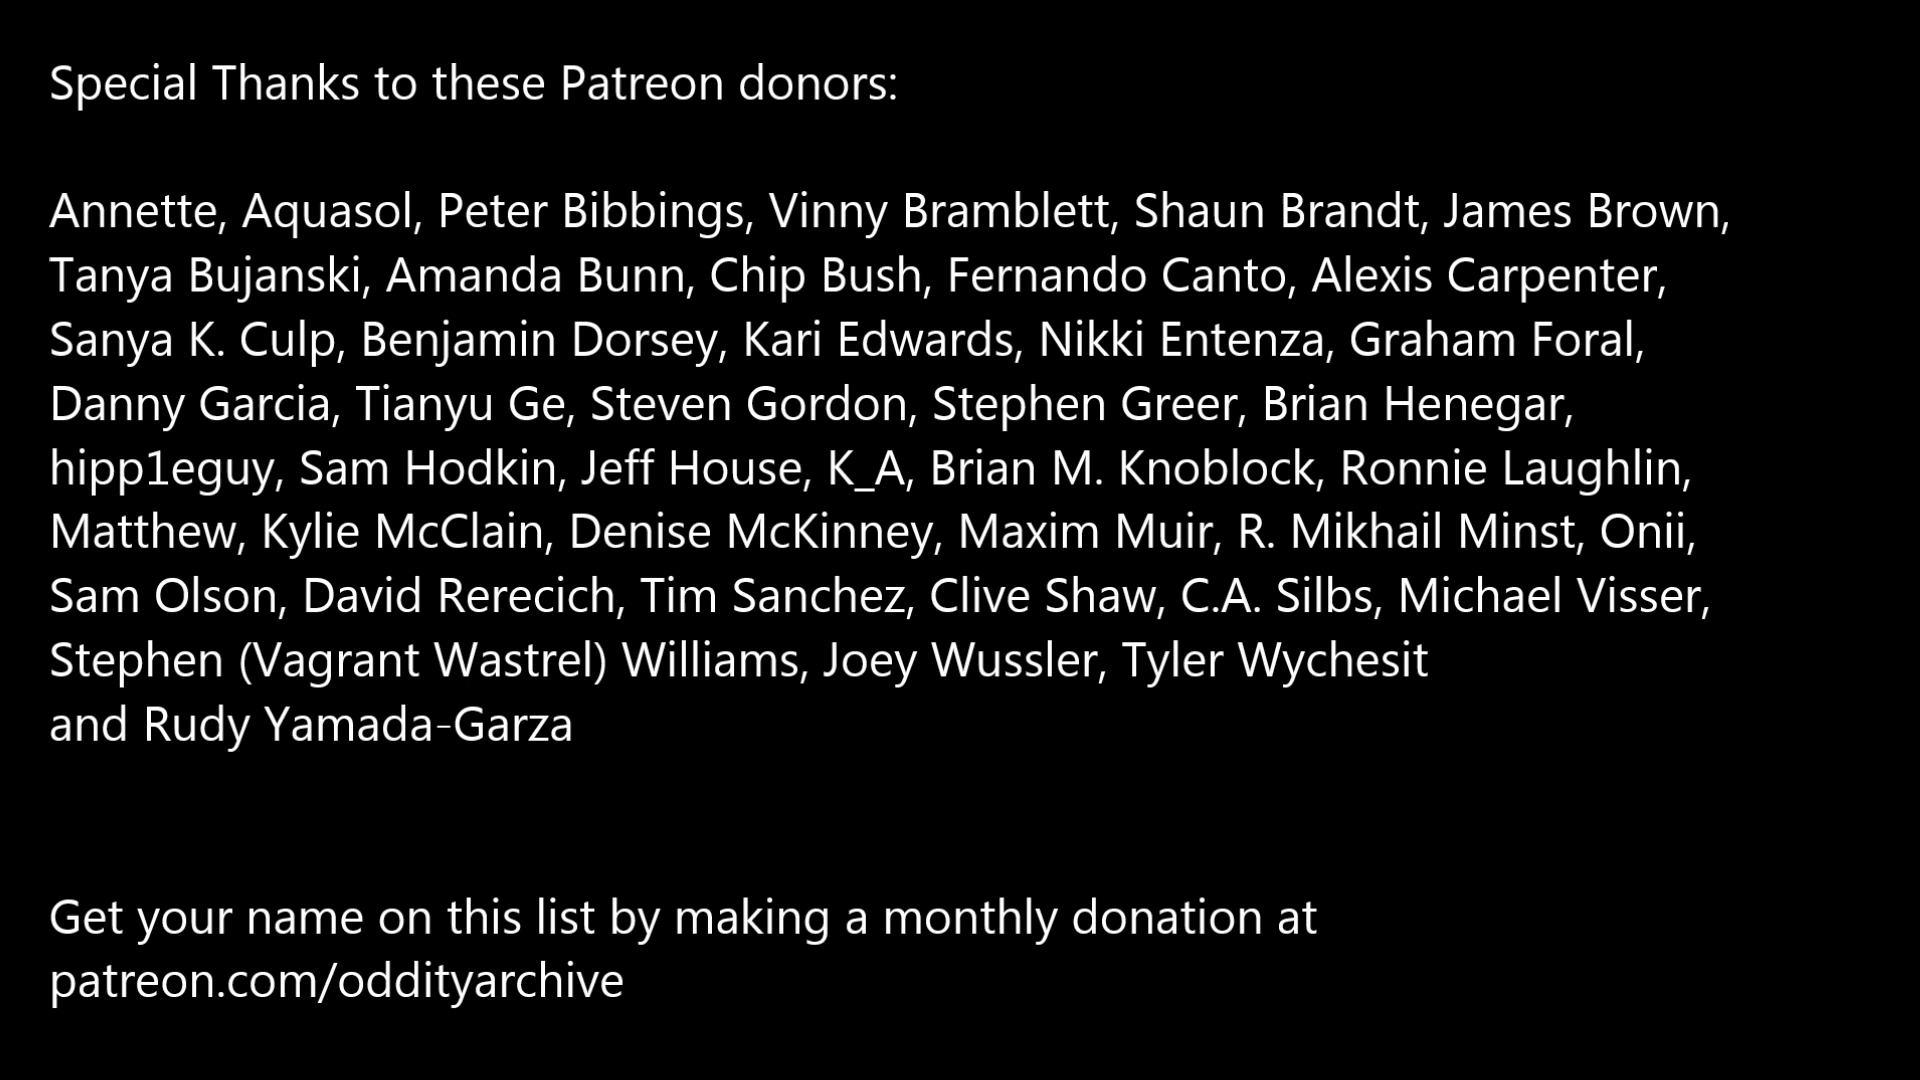 Special Thanks to these Patreon donors:
Annette, Aquasol, Peter Bibbings, Vinny Bramblett, Shaun Brandt, James Brown,
Tanya Bujanski, Amanda Bunn, Chip Bush, Fernando Canto, Alexis Carpenter,
Sanya K. Culp, Benjamin Dorsey, Kari Edwards, Nikki Entenza, Graham Foral,
Danny Garcia, Tianyu Ge, Steven Gordon, Stephen Greer, Brian Henegar,
hipp1eguy, Sam Hodkin, Jeff House, K_A, Brian M. Knoblock, Ronnie Laughlin,
Matthew, Kylie McClain, Denise McKinney, Maxim Muir, R. Mikhail Minst, Onii,
Sam Olson, David Rerecich, Tim Sanchez, Clive Shaw, C.A. Silbs, Michael Visser,
Stephen (Vagrant Wastrel) Williams, Joey Wussler, Tyler Wychesit
and Rudy Yamada-Garza
Get your name on this list by making a monthly donation at
patreon.com/oddityarchive